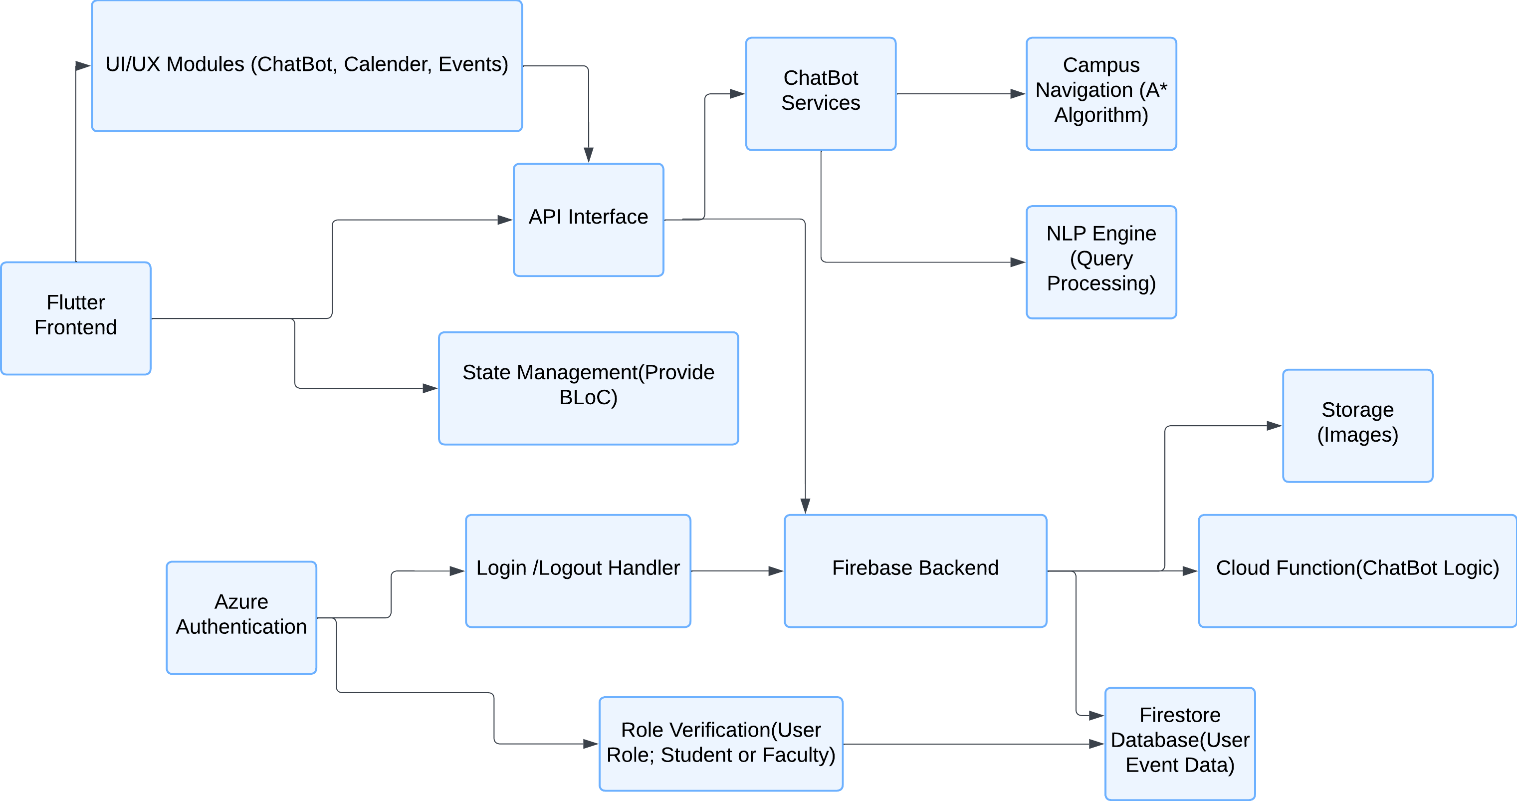 UI/UX Modules (ChatBot, Calender, Events)
ChatBot
Services
Campus
Navigation (A*
Algorithm)
API Interface
NLP Engine
(Query
Processing)
Flutter
Frontend
State Management(Provide
BLoC)
Storage
(Images)
Login /Logout Handler
Firebase Backend
Cloud Function(ChatBot Logic)
Azure
Authentication
Role Verification(User
Role; Student or Faculty)
Firestore
Database(User
Event Data)